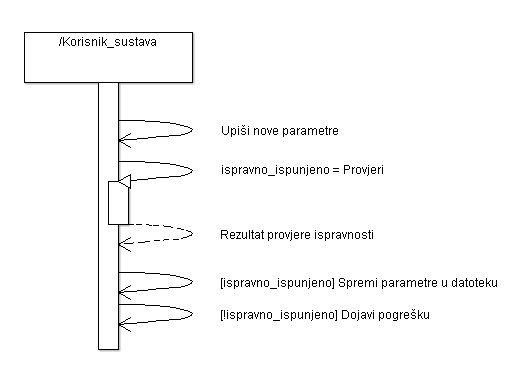 /Korisnik_sustava
Upiši nove parametre
ispravno_ispunjeno = Provjeri
Rezultat provjere ispravnosti
[ispravno_ispunjeno] Spremi parametre u datoteku
[!ispravno_ispunjeno] Dojavi pogrešku